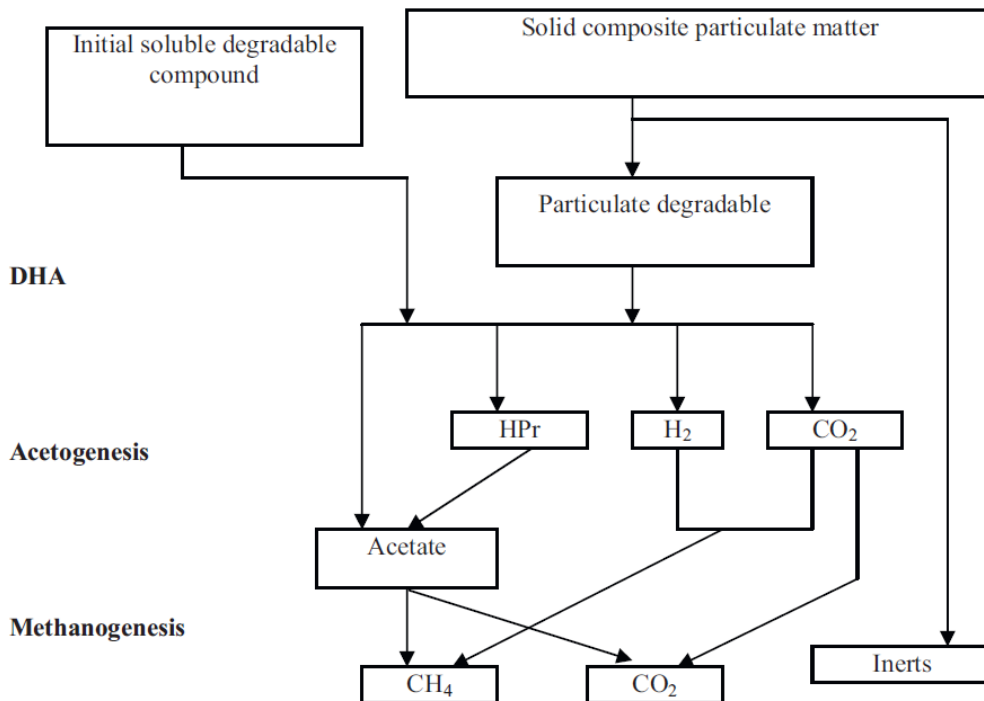 Initial soluble degradable
compound
Solid composite particulate matter
Particulate degradable
DHA
HPr
H₂
CO₂
Acetogenesis
Acetate
Methanogenesis
CH₄
CO₂
Inerts